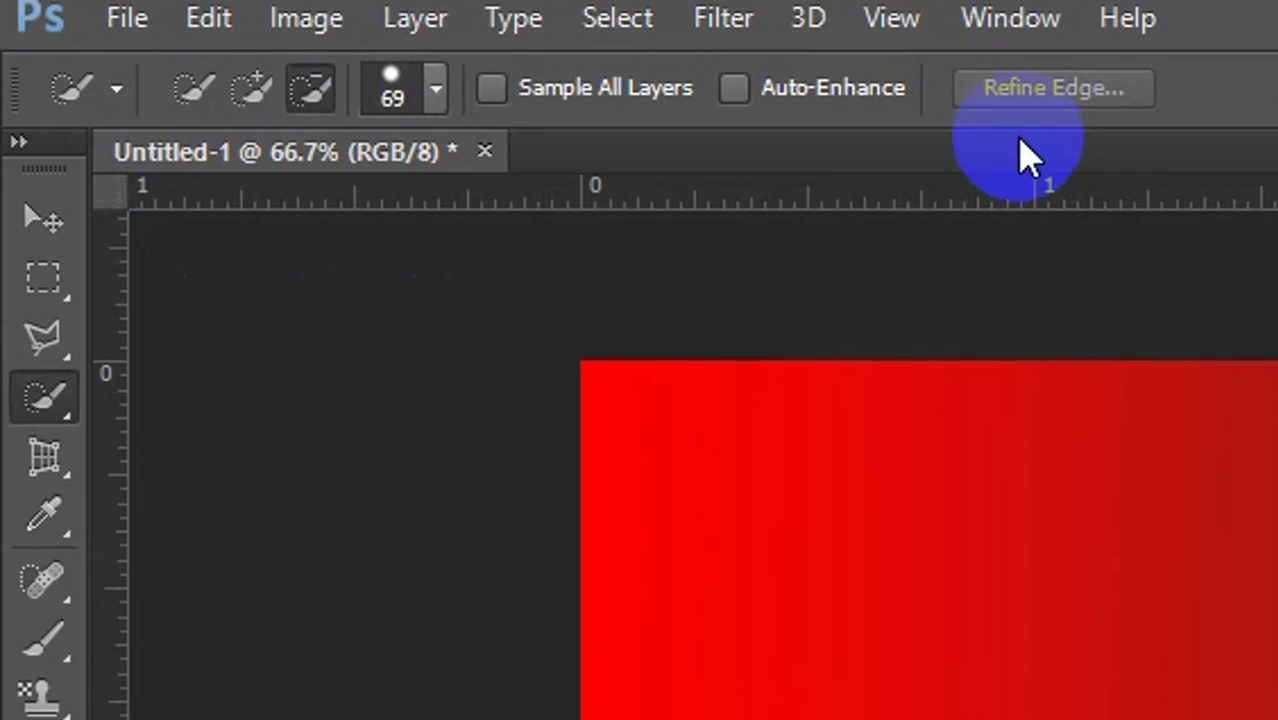 Ps File Edit Image Layer Type Select Filter 3D View Window Help
69 Sample All Layers Auto-Enhance Refine Edge...
Untitled-1 @ 66.7% (RGB/8) * ×
1 0 1
0